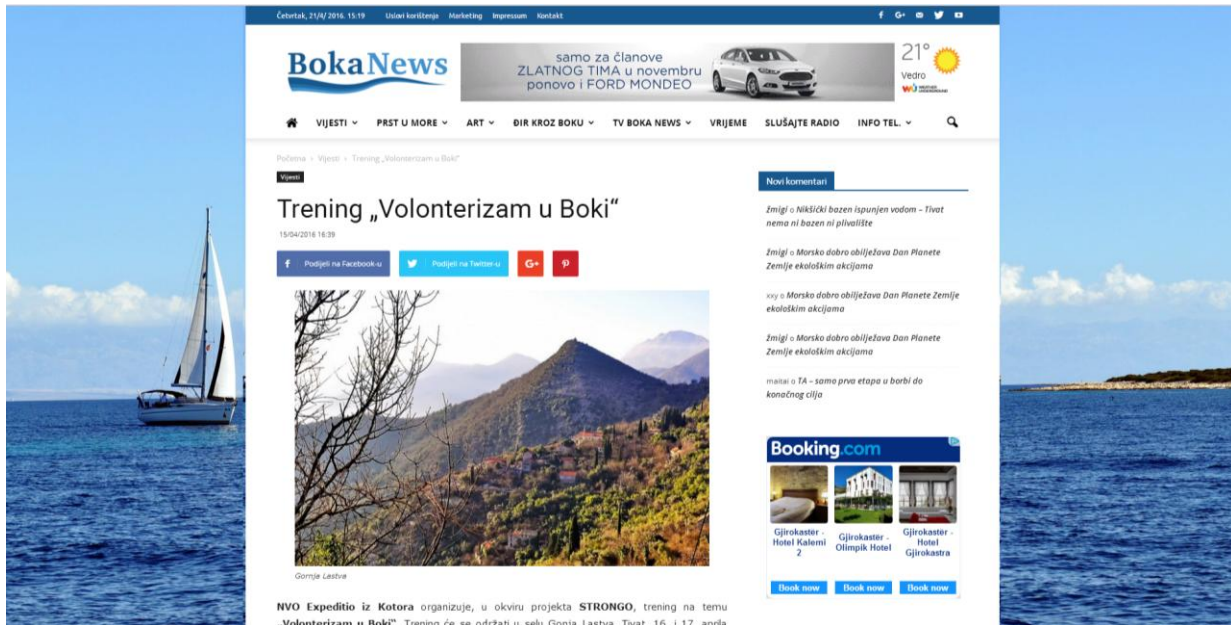 Četvrtak, 21/4/ 2016. 15:19 Uslovi korištenja Marketing Impressum Kontakt
BokaNews
samo za članove
ZLATNOG TIMA u novembru
ponovo i FORD MONDEO
21°
Vedro
VIJESTI PRST U MORE ART ĐIR KROZ BOKU TV BOKA NEWS VRIJEME SLUŠAJTE RADIO INFO TEL.
Početna Vijesti Trening „Volonterizam u Boki“
Vijesti
Trening „Volonterizam u Boki“
15/04/2016 16:39
Podijeli na Facebook-u Podijeli na Twitter-u G+
Gornja Lastva
NVO Expeditio iz Kotora organizuje, u okviru projekta STRONGO, trening na temu
„Volonterizam u Boki“. Trening će se održati u selu Gonja Lastva, Tivat, 16. i 17. aprila
Novi komentari
žmigi o Nikšićki bazen ispunjen vodom – Tivat
nema ni bazen ni plivalište
žmigi o Morsko dobro obilježava Dan Planete
Zemlje ekološkim akcijama
xxy o Morsko dobro obilježava Dan Planete Zemlje
ekološkim akcijama
žmigi o Morsko dobro obilježava Dan Planete
Zemlje ekološkim akcijama
maitai o TA – samo prva etapa u borbi do
konačnog cilja
Booking.com
Gjirokastër -
Hotel Kalemi
2
Gjirokastër -
Olimpik Hotel
Gjirokastër -
Hotel
Gjirokastra
Book now Book now Book now